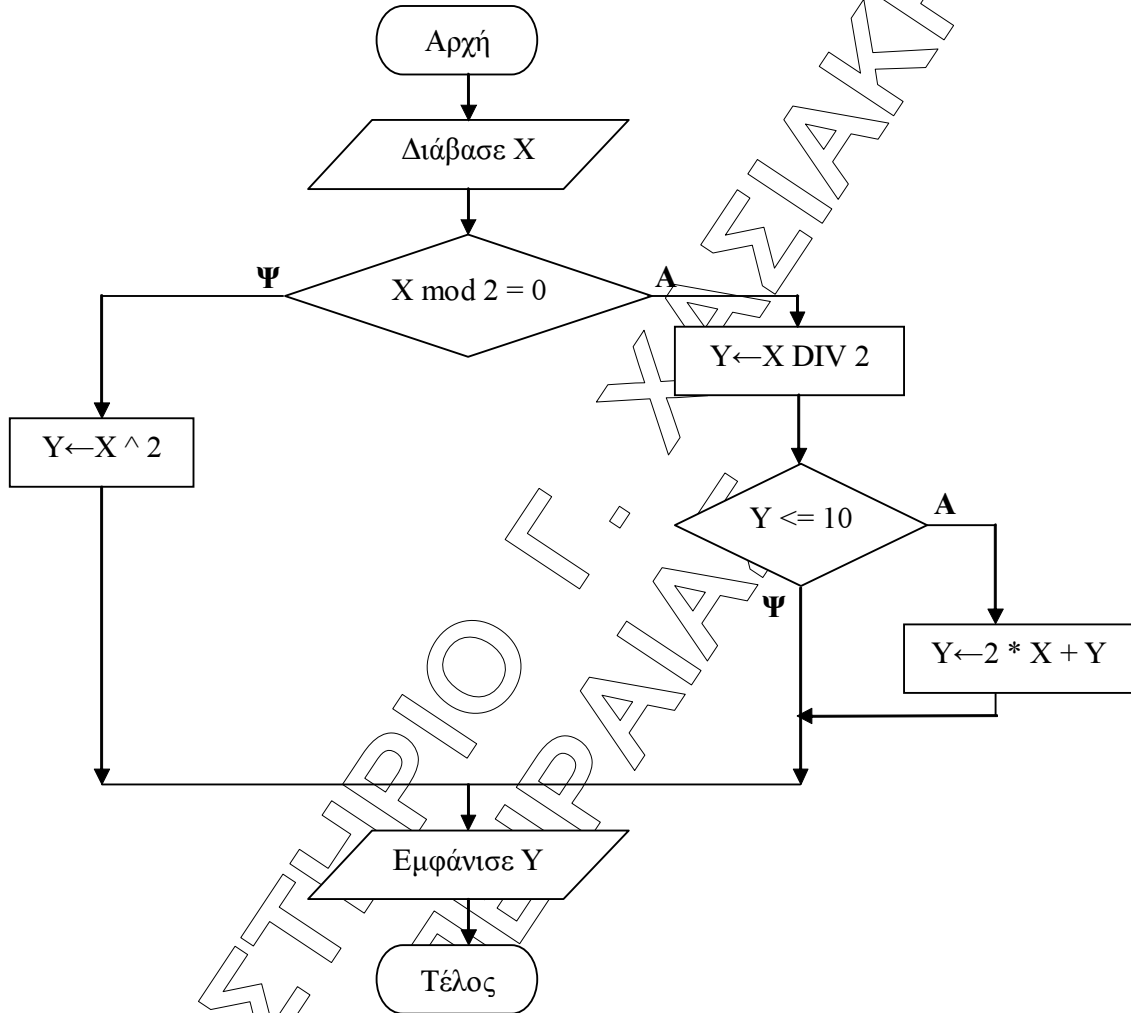 Αρχή
Διάβασε Χ
Ψ
X mod 2 = 0
Α
Y←X DIV 2
Y←X ^ 2
Y <= 10
Α
Ψ
Y←2 * X + Y
Εμφάνισε Υ
Τέλος